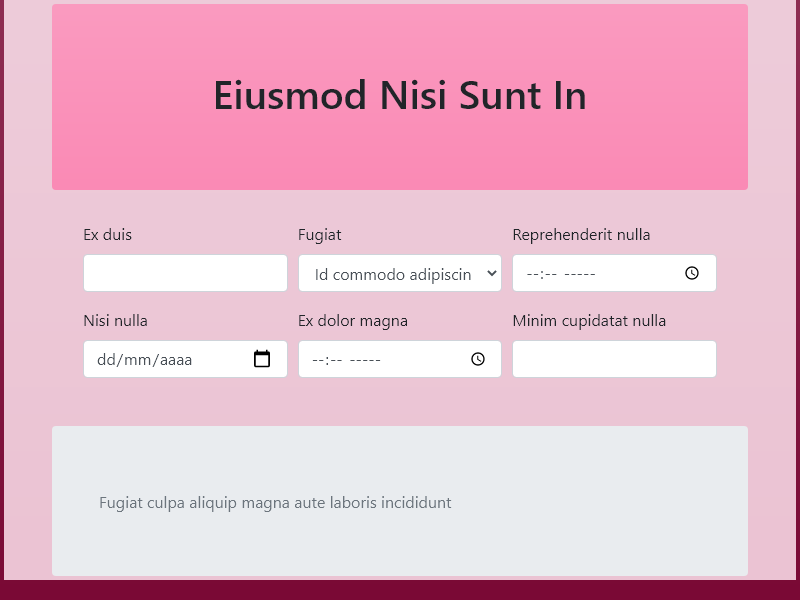 Eiusmod Nisi Sunt In
Ex duis
Fugiat
Reprehenderit nulla
Id commodo adipiscin
--:-- -----
Nisi nulla
Ex dolor magna
Minim cupidatat nulla
dd/mm/aaaa
--:-- -----
Fugiat culpa aliquip magna aute laboris incididunt